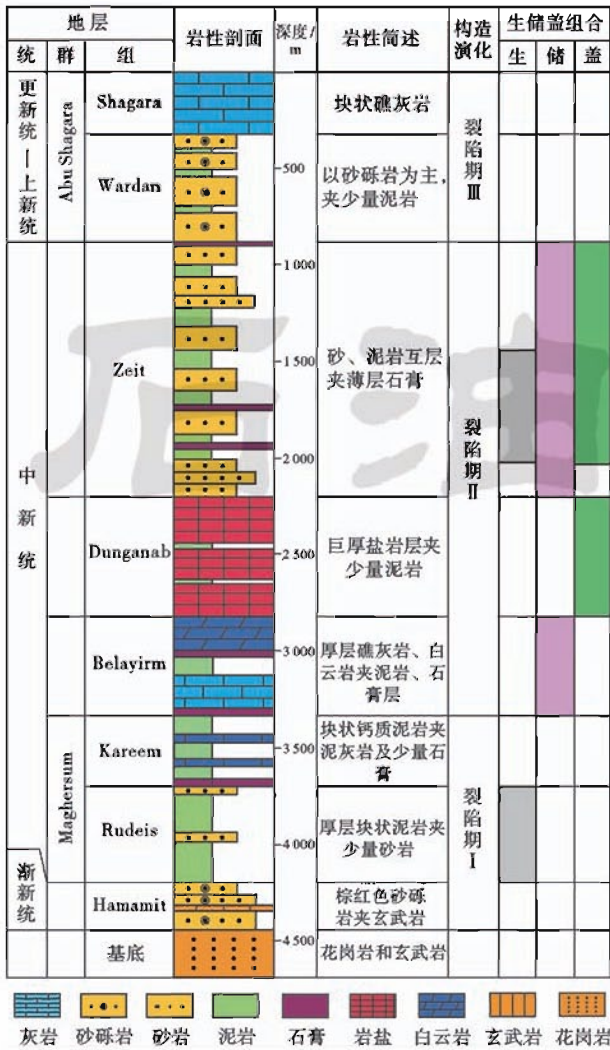 地层
岩性剖面
深度/
m
岩性简述
构造
演化
生储盖组合
统 群 组
生 储 盖
更新统—上新统
Abu Shagara
Shagara
块状礁灰岩
裂陷期Ⅲ
Wardan
500
以砂砾岩为主,
夹少量泥岩
中新统
Zeit
1 000
1 500
2 000
砂、泥岩互层
夹薄层石膏
裂陷期Ⅱ
Dunganab
2 500
巨厚盐岩层夹
少量泥岩
Belayirm
3 000
厚层礁灰岩、白
云岩夹泥岩、石
膏层
Maghersum
Kareem
3 500
块状钙质泥岩夹
泥灰岩及少量石
膏
裂陷期Ⅰ
Rudeis
4 000
厚层块状泥岩夹
少量砂岩
渐新统
Hamamit
棕红色砂砾
岩夹玄武岩
基底
4 500
花岗岩和玄武岩
灰岩 砂砾岩 砂岩 泥岩 石膏 岩盐 白云岩 玄武岩 花岗岩
石油